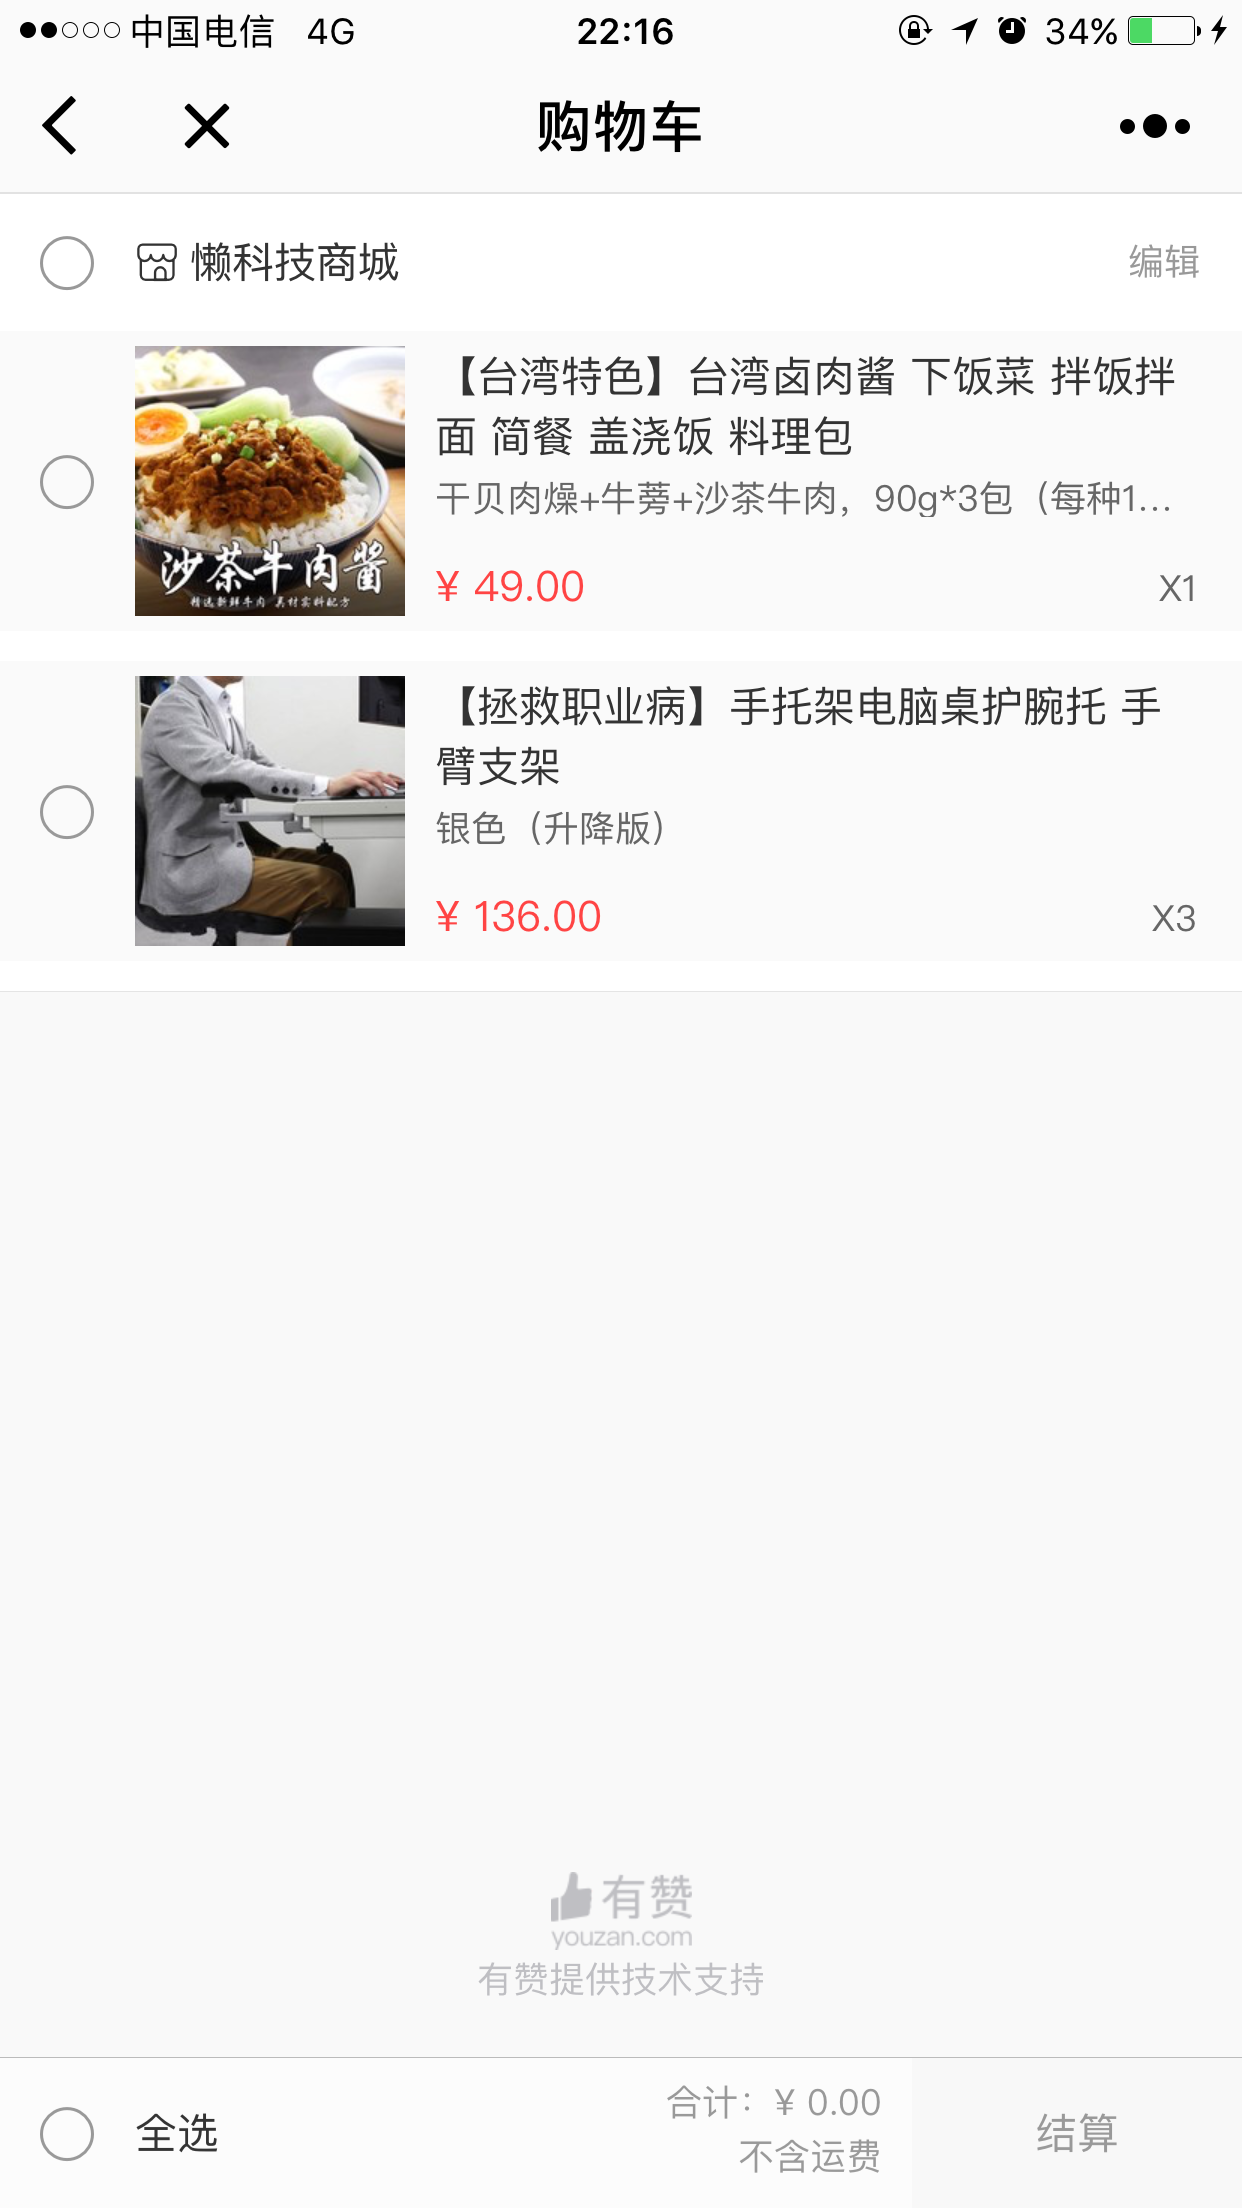 中国电信 4G 22:16 34%
购物车
懒科技商城 编辑
【台湾特色】台湾卤肉酱 下饭菜 拌饭拌
面 简餐 盖浇饭 料理包
干贝肉燥+牛蒡+沙茶牛肉，90g*3包（每种1...
¥ 49.00 X1
沙茶牛肉酱
精选新鲜牛肉 真材实料配方
【拯救职业病】手托架电脑桌护腕托 手
臂支架
银色（升降版）
¥ 136.00 X3
有赞
youzan.com
有赞提供技术支持
全选 合计：¥ 0.00
不含运费
结算